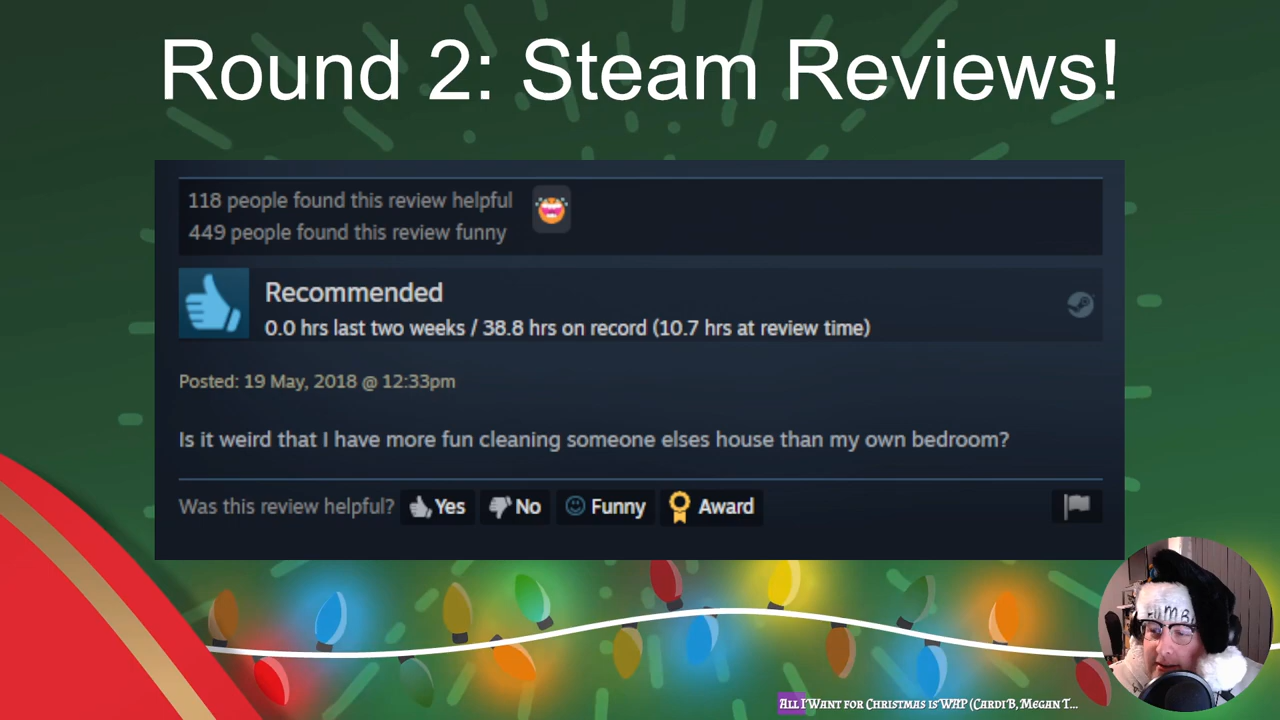 Round 2: Steam Reviews!
118 people found this review helpful
449 people found this review funny
Recommended
0.0 hrs last two weeks / 38.8 hrs on record (10.7 hrs at review time)
Posted: 19 May, 2018 @ 12:33pm
Is it weird that I have more fun cleaning someone elses house than my own bedroom?
Was this review helpful? Yes No Funny Award
All I Want for Christmas is WAP (Cardi B, Megan T...